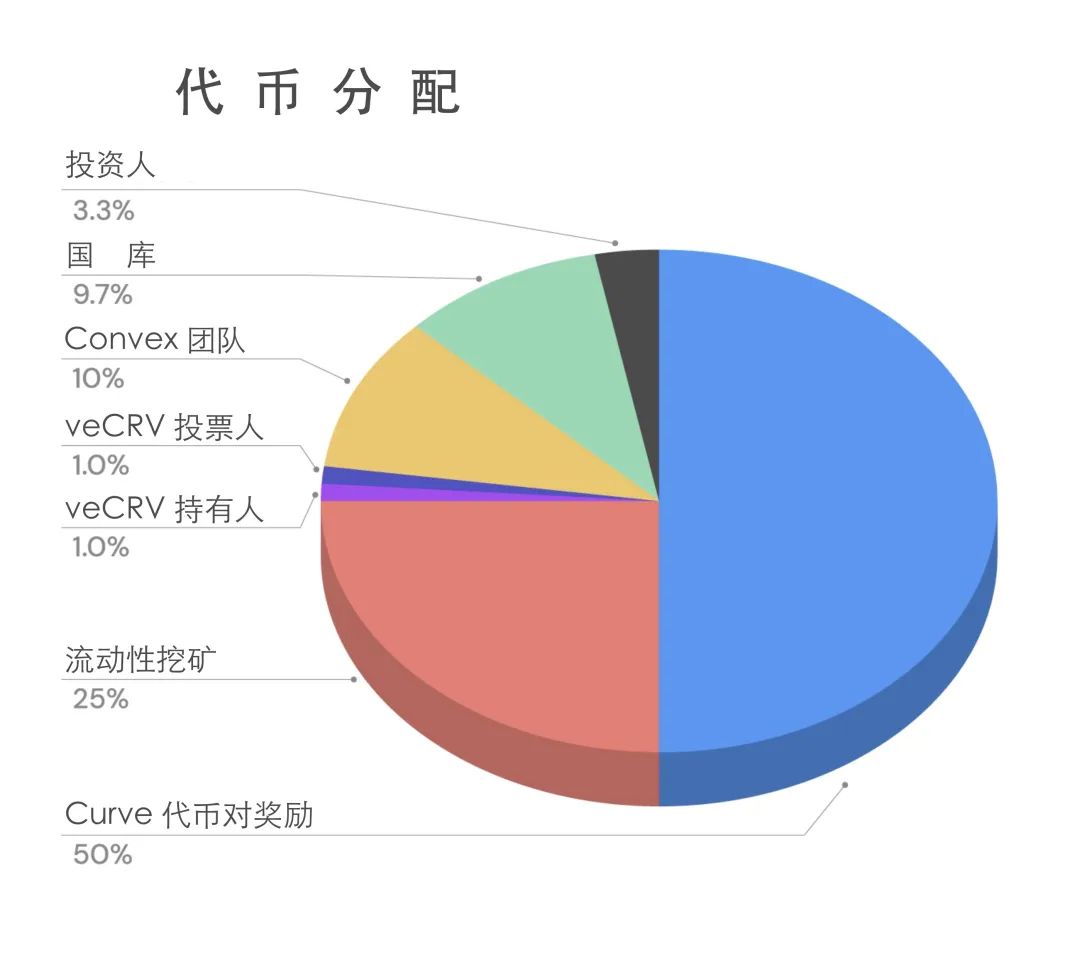 代币分配
投资人
3.3%
国 库
9.7%
Convex 团队
10%
veCRV 投票人
1.0%
veCRV 持有人
1.0%
流动性挖矿
25%
Curve 代币对奖励
50%